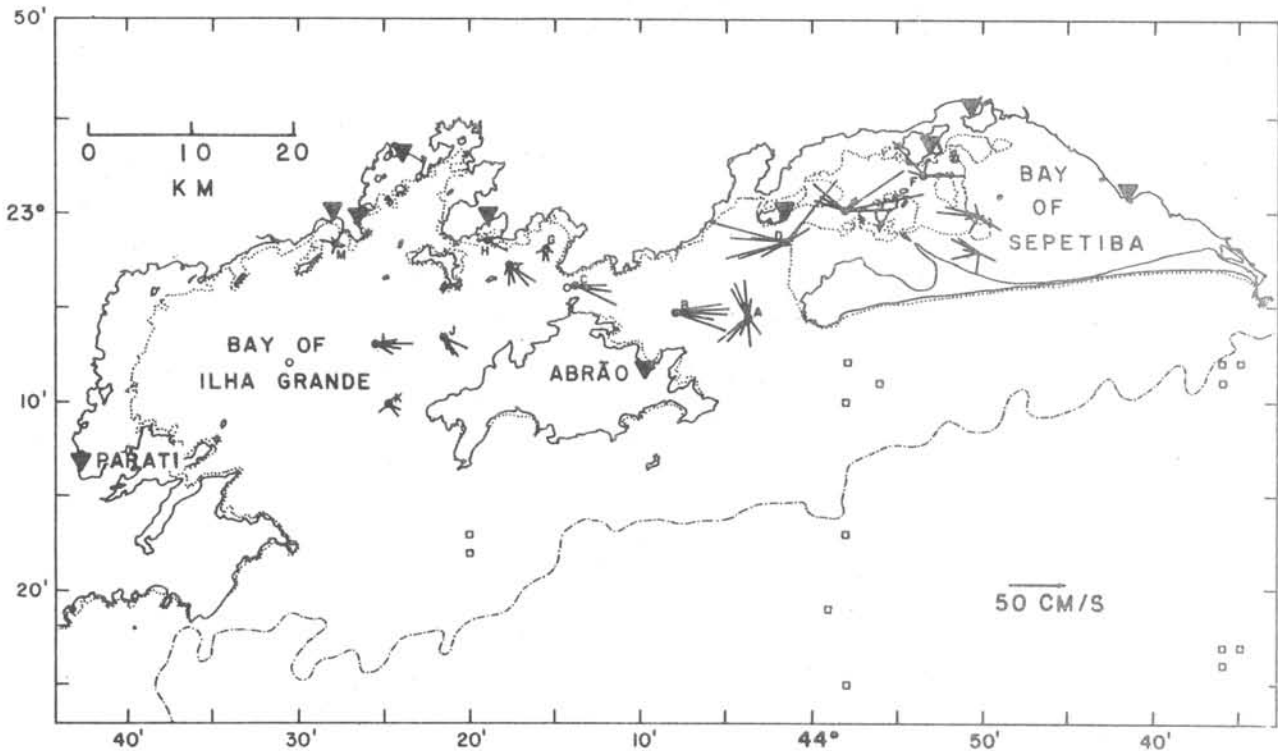 50'
0 10 20
KM
23°
BAY
OF
SEPETIBA
F
D
G
H
M
C
B
A
J
BAY OF
ILHA GRANDE
ABRÃO
10'
K
PARATI
20'
50 CM/S
40' 30' 20' 10' 44° 50' 40'